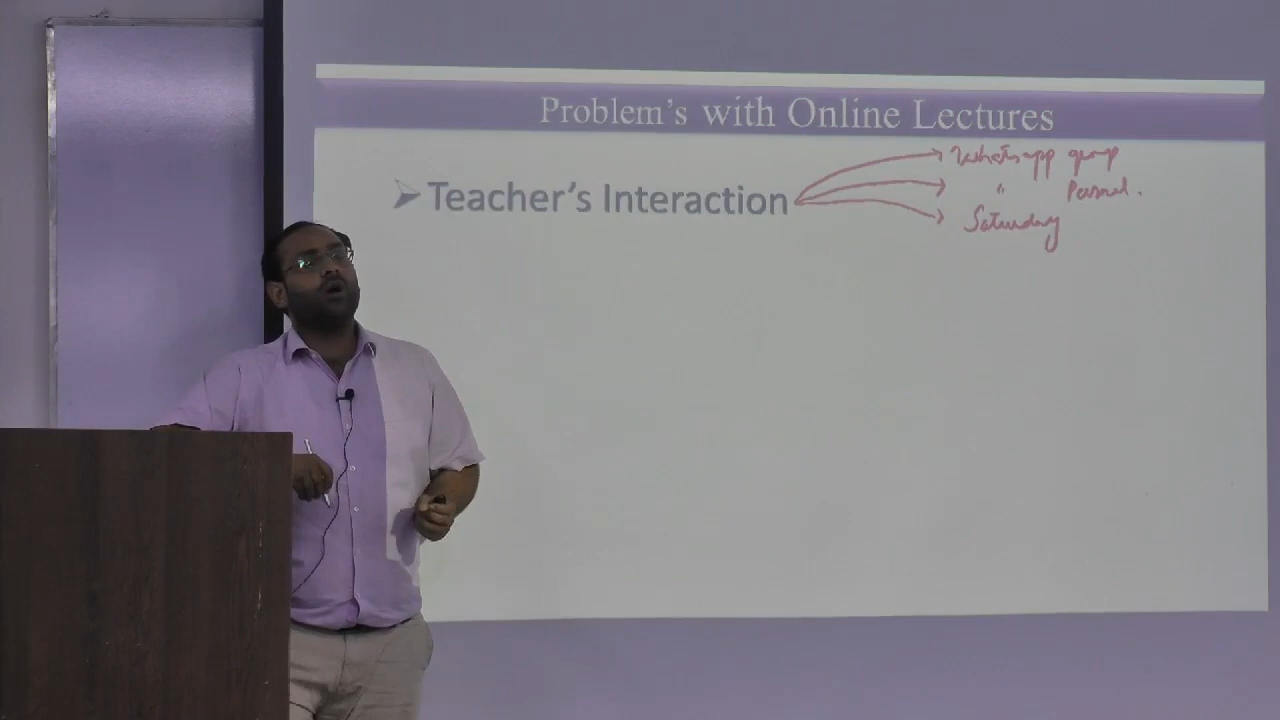 Problem's with Online Lectures
Teacher's Interaction
Whatsapp group
" Personal.
Saturday